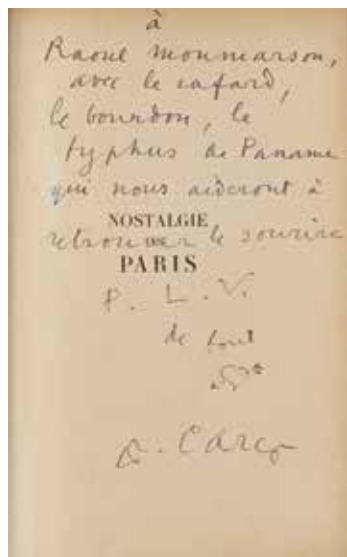 à
Raoul Monmarson,
avec le cafard,
le bourdon, le
typhus de Paname
qui nous aideront à
NOSTALGIE
retrouver le sourire
DE
PARIS
P. L. V.
de tout
F. Carco